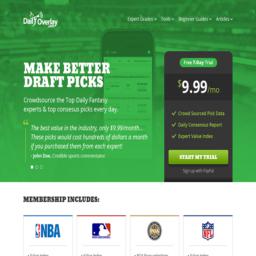 Daily Overlay
Expert Grades
Tools
Beginner Guides
Articles
MAKE BETTER
DRAFT PICKS
Crowdsource the Top Daily Fantasy
experts & top consesus picks every day.
The best value in the industry, only $9.99/month...
These picks would cost hundreds of dollars a month
if you purchased them from each expert!
- John Doe, Credible sports commentator
Free 7-Day Trial
$9.99/mo
Crowd Sourced Pick Data
Daily Consensus Report
Expert Value Index
START MY TRIAL
Sign up with PayPal
MEMBERSHIP INCLUDES:
NBA
NFL